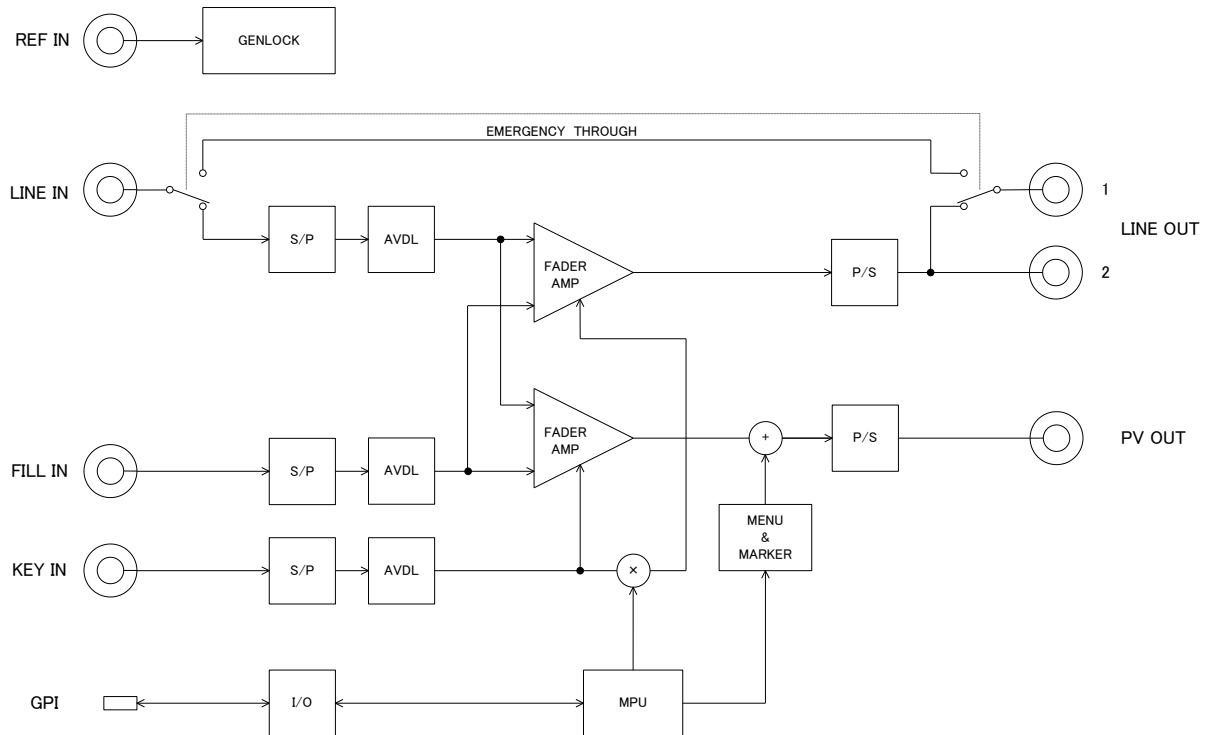 REF IN
GENLOCK
EMERGENCY THROUGH
LINE IN
1
LINE OUT
S/P
AVDL
FADER
AMP
P/S
2
FADER
AMP
+
P/S
PV OUT
FILL IN
S/P
AVDL
MENU
&
MARKER
KEY IN
S/P
AVDL
×
GPI
I/O
MPU